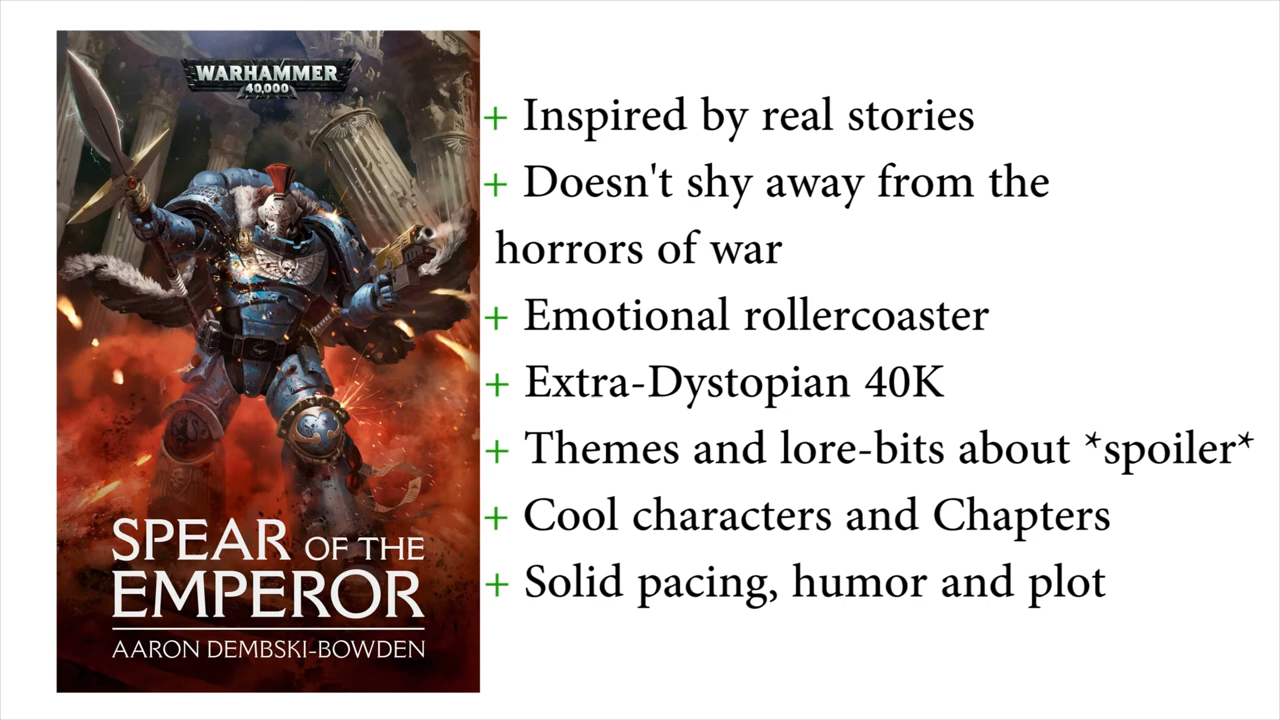 WARHAMMER
40,000
SPEAR OF THE
EMPEROR
AARON DEMBSKI-BOWDEN
+ Inspired by real stories
+ Doesn't shy away from the
horrors of war
+ Emotional rollercoaster
+ Extra-Dystopian 40K
+ Themes and lore-bits about *spoiler*
+ Cool characters and Chapters
+ Solid pacing, humor and plot